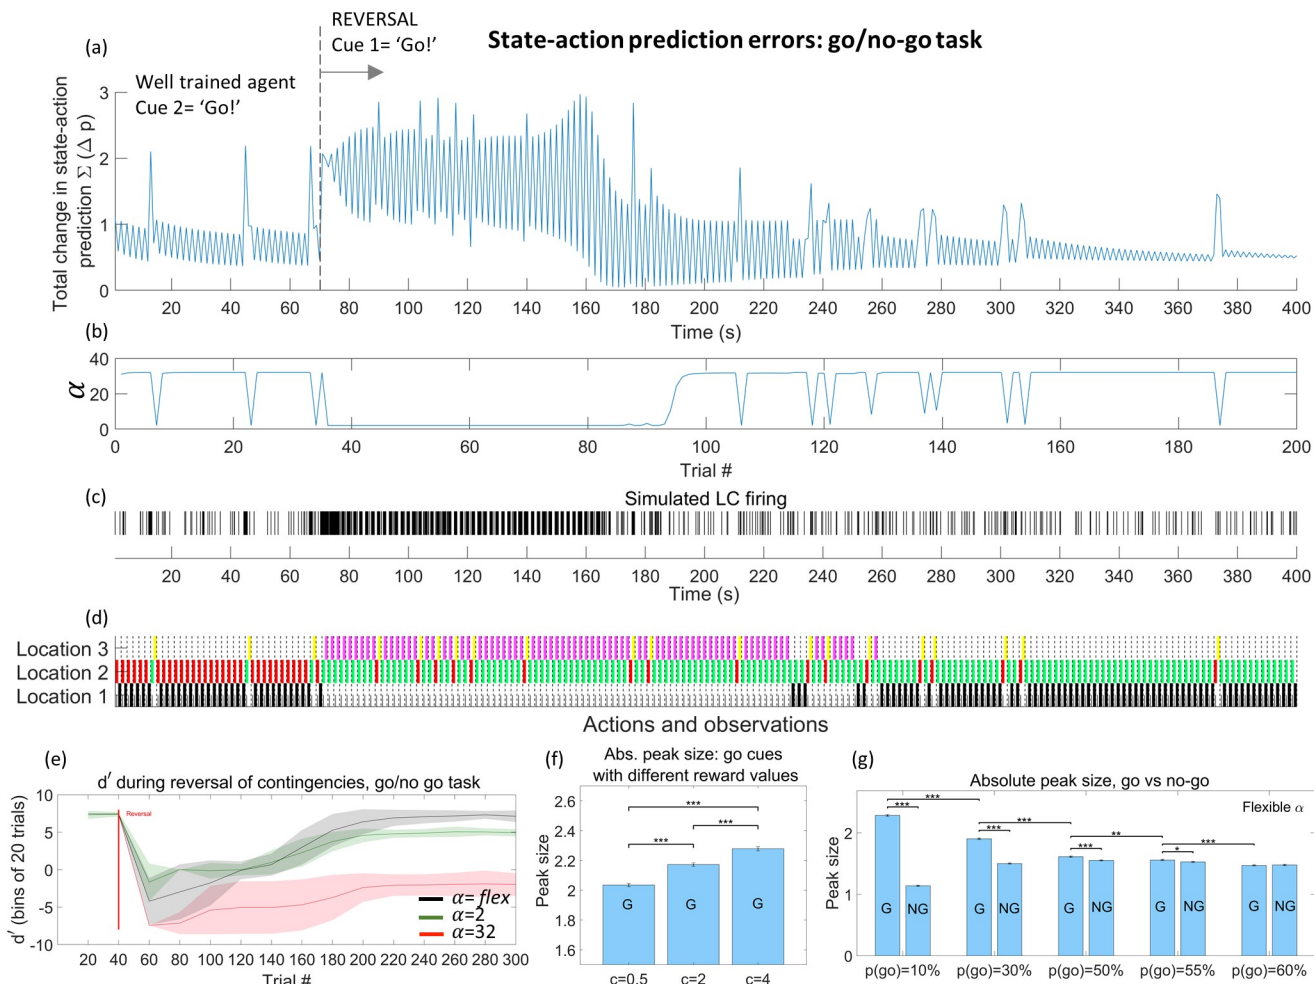 REVERSAL
Cue 1= ‘Go!’
State-action prediction errors: go/no-go task
(a)
Well trained agent
Cue 2= ‘Go!’
Total change in state-action
prediction Σ (Δ p)
3
2
1
0
20 40 60 80 100 120 140 160 180 200 220 240 260 280 300 320 340 360 380 400
Time (s)
(b)
α
40
20
0
0 20 40 60 80 100 120 140 160 180 200
Trial #
(c)
Simulated LC firing
20 40 60 80 100 120 140 160 180 200 220 240 260 280 300 320 340 360 380 400
Time (s)
(d)
Location 3
Location 2
Location 1
Actions and observations
(e)
d′ during reversal of contingencies, go/no go task
d′ (bins of 20 trials)
10
5
0
-5
-10
Reversal
α= flex
α=2
α=32
20 40 60 80 100 120 140 160 180 200 220 240 260 280 300
Trial #
(f)
Abs. peak size: go cues
with different reward values
Peak size
2.6
2.4
2.2
2
1.8
1.6
***
***
***
G G G
c=0.5 c=2 c=4
(g)
Absolute peak size, go vs no-go
Flexible α
Peak size
2
1
0
***
***
***
***
**
***
***
*
G NG G NG G NG G NG G NG
p(go)=10% p(go)=30% p(go)=50% p(go)=55% p(go)=60%